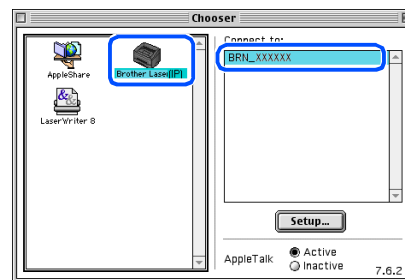 Chooser
Connect to:
BRN_XXXXXX
AppleShare
Brother Laser(IP)
LaserWriter 8
Setup...
AppleTalk
Active
Inactive
7.6.2